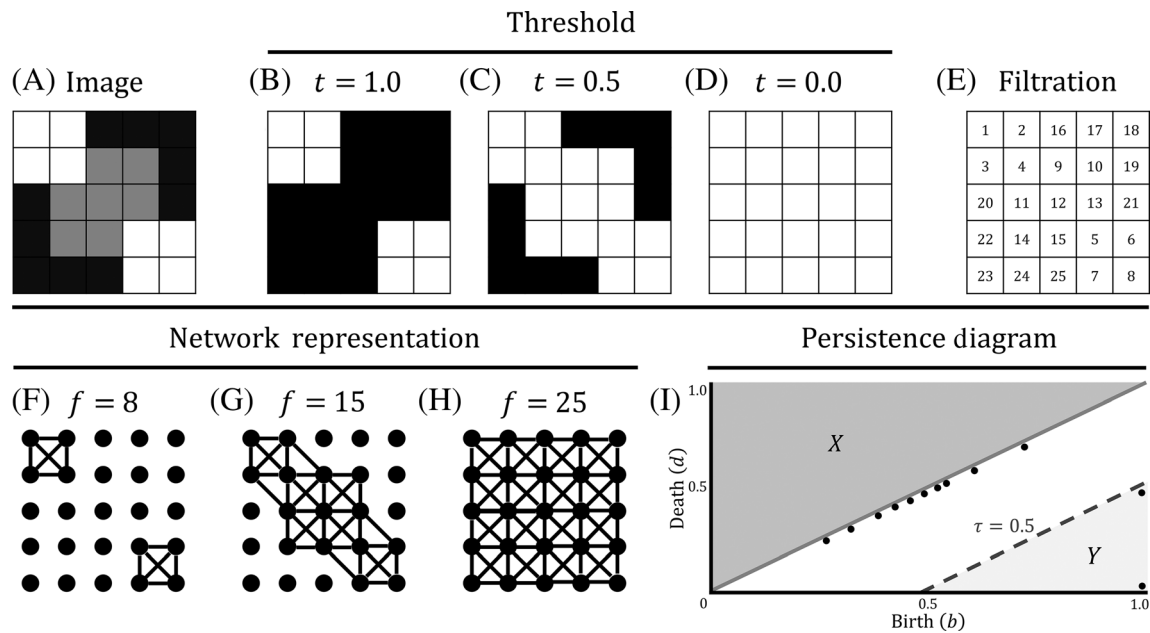 Threshold
(A) Image
(B) t = 1.0
(C) t = 0.5
(D) t = 0.0
(E) Filtration
1 2 16 17 18
3 4 9 10 19
20 11 12 13 21
22 14 15 5 6
23 24 25 7 8
Network representation
Persistence diagram
(F) f = 8
(G) f = 15
(H) f = 25
(I)
1.0
X
0.5
Death (d)
τ = 0.5
Y
0
0.5
1.0
Birth (b)